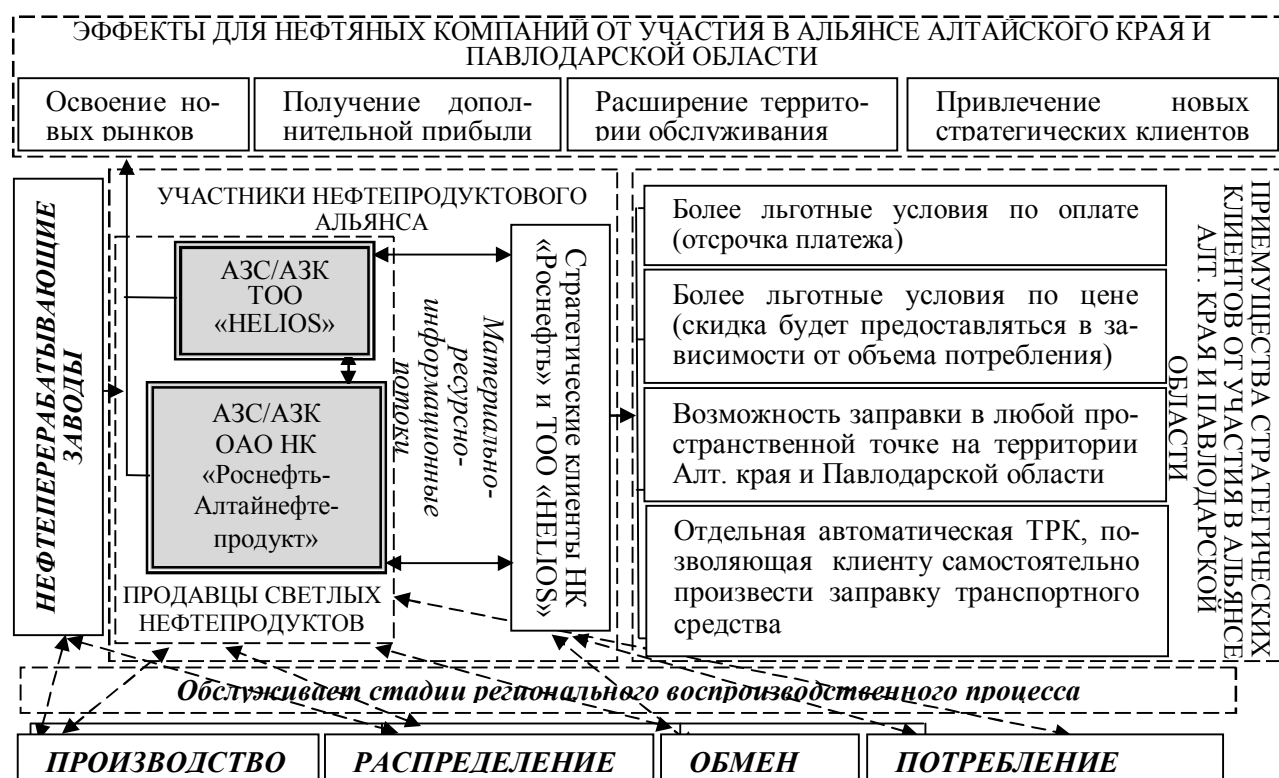 ЭФФЕКТЫ ДЛЯ НЕФТЯНЫХ КОМПАНИЙ ОТ УЧАСТИЯ В АЛЬЯНСЕ АЛТАЙСКОГО КРАЯ И
ПАВЛОДАРСКОЙ ОБЛАСТИ
Освоение но-
вых рынков
Получение допол-
нительной прибыли
Расширение террито-
рии обслуживания
Привлечение новых
стратегических клиентов
НЕФТЕПЕРЕРАБАТЫВАЮЩИЕ
ЗАВОДЫ
УЧАСТНИКИ НЕФТЕПРОДУКТОВОГО
АЛЬЯНСА
АЗС/АЗК
ТОО
«HELIOS»
АЗС/АЗК
ОАО НК
«Роснефть-
Алтайнефте-
продукт»
ПРОДАВЦЫ СВЕТЛЫХ
НЕФТЕПРОДУКТОВ
Материально-
ресурсно-
информационные
потоки
Стратегические клиенты НК
«Роснефть» и ТОО «HELIOS»
Более льготные условия по оплате
(отсрочка платежа)
Более льготные условия по цене
(скидка будет предоставляться в за-
висимости от объема потребления)
Возможность заправки в любой про-
странственной точке на территории
Алт. края и Павлодарской области
Отдельная автоматическая ТРК, по-
зволяющая клиенту самостоятельно
произвести заправку транспортного
средства
ПРИЕМУЩЕСТВА СТРАТЕГИЧЕСКИХ
КЛИЕНТОВ ОТ УЧАСТИЯ В АЛЬЯНСЕ
АЛТ. КРАЯ И ПАВЛОДАРСКОЙ
ОБЛАСТИ
Обслуживает стадии регионального воспроизводственного процесса
ПРОИЗВОДСТВО
РАСПРЕДЕЛЕНИЕ
ОБМЕН
ПОТРЕБЛЕНИЕ